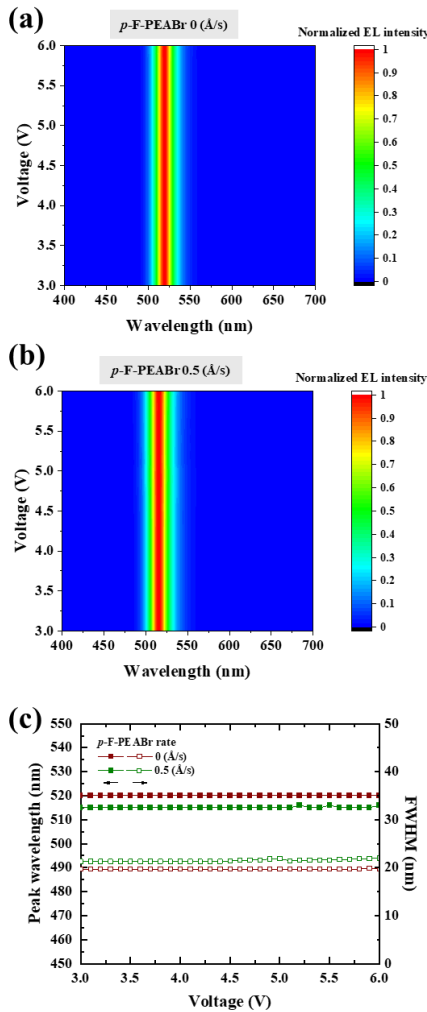 (a)
p-F-PEABr 0 (Å/s)
Normalized EL intensity
6.0
5.5
5.0
4.5
4.0
3.5
3.0
Voltage (V)
400 450 500 550 600 650 700
Wavelength (nm)
1
0.9
0.8
0.7
0.6
0.5
0.4
0.3
0.2
0.1
0
(b)
p-F-PEABr 0.5 (Å/s)
Normalized EL intensity
6.0
5.5
5.0
4.5
4.0
3.5
3.0
Voltage (V)
400 450 500 550 600 650 700
Wavelength (nm)
1
0.9
0.8
0.7
0.6
0.5
0.4
0.3
0.2
0.1
0
(c)
550
540
530
520
510
500
490
480
470
460
450
Peak wavelength (nm)
p-F-PEABr rate
0 (Å/s)
0.5 (Å/s)
50
40
30
20
10
0
FWHM (nm)
3.0 3.5 4.0 4.5 5.0 5.5 6.0
Voltage (V)